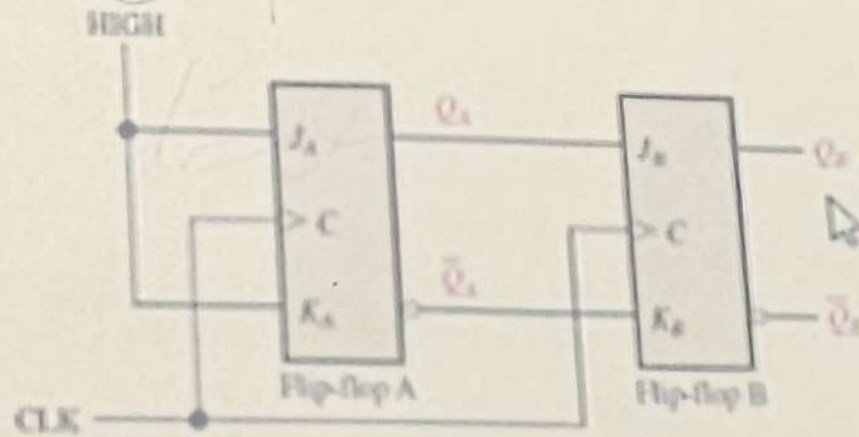 HIGH
J_A
Q_A
J_B
Q_B
C
C
K_A
Q̅_A
K_B
Q̅_B
Flip-flop A
Flip-flop B
CLK